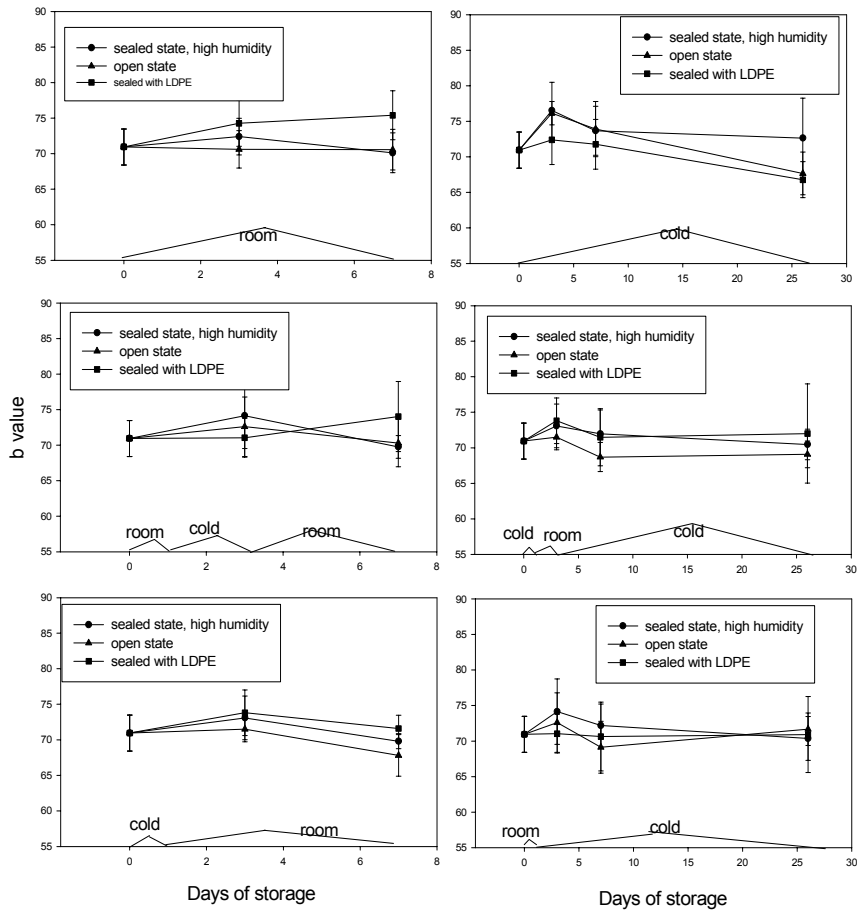 90
85
80
75
70
65
60
55
0 2 4 6 8
sealed state, high humidity
open state
sealed with LDPE
room
90
85
80
75
70
65
60
55
0 5 10 15 20 25 30
sealed state, high humidity
open state
sealed with LDPE
cold
b value
90
85
80
75
70
65
60
55
0 2 4 6 8
sealed state, high humidity
open state
sealed with LDPE
room cold room
90
85
80
75
70
65
60
55
0 5 10 15 20 25 30
sealed state, high humidity
open state
sealed with LDPE
cold room cold
90
85
80
75
70
65
60
55
0 2 4 6 8
sealed state, high humidity
open state
sealed with LDPE
cold room
Days of storage
90
85
80
75
70
65
60
55
0 5 10 15 20 25 30
sealed state, high humidity
open state
sealed with LDPE
room cold
Days of storage